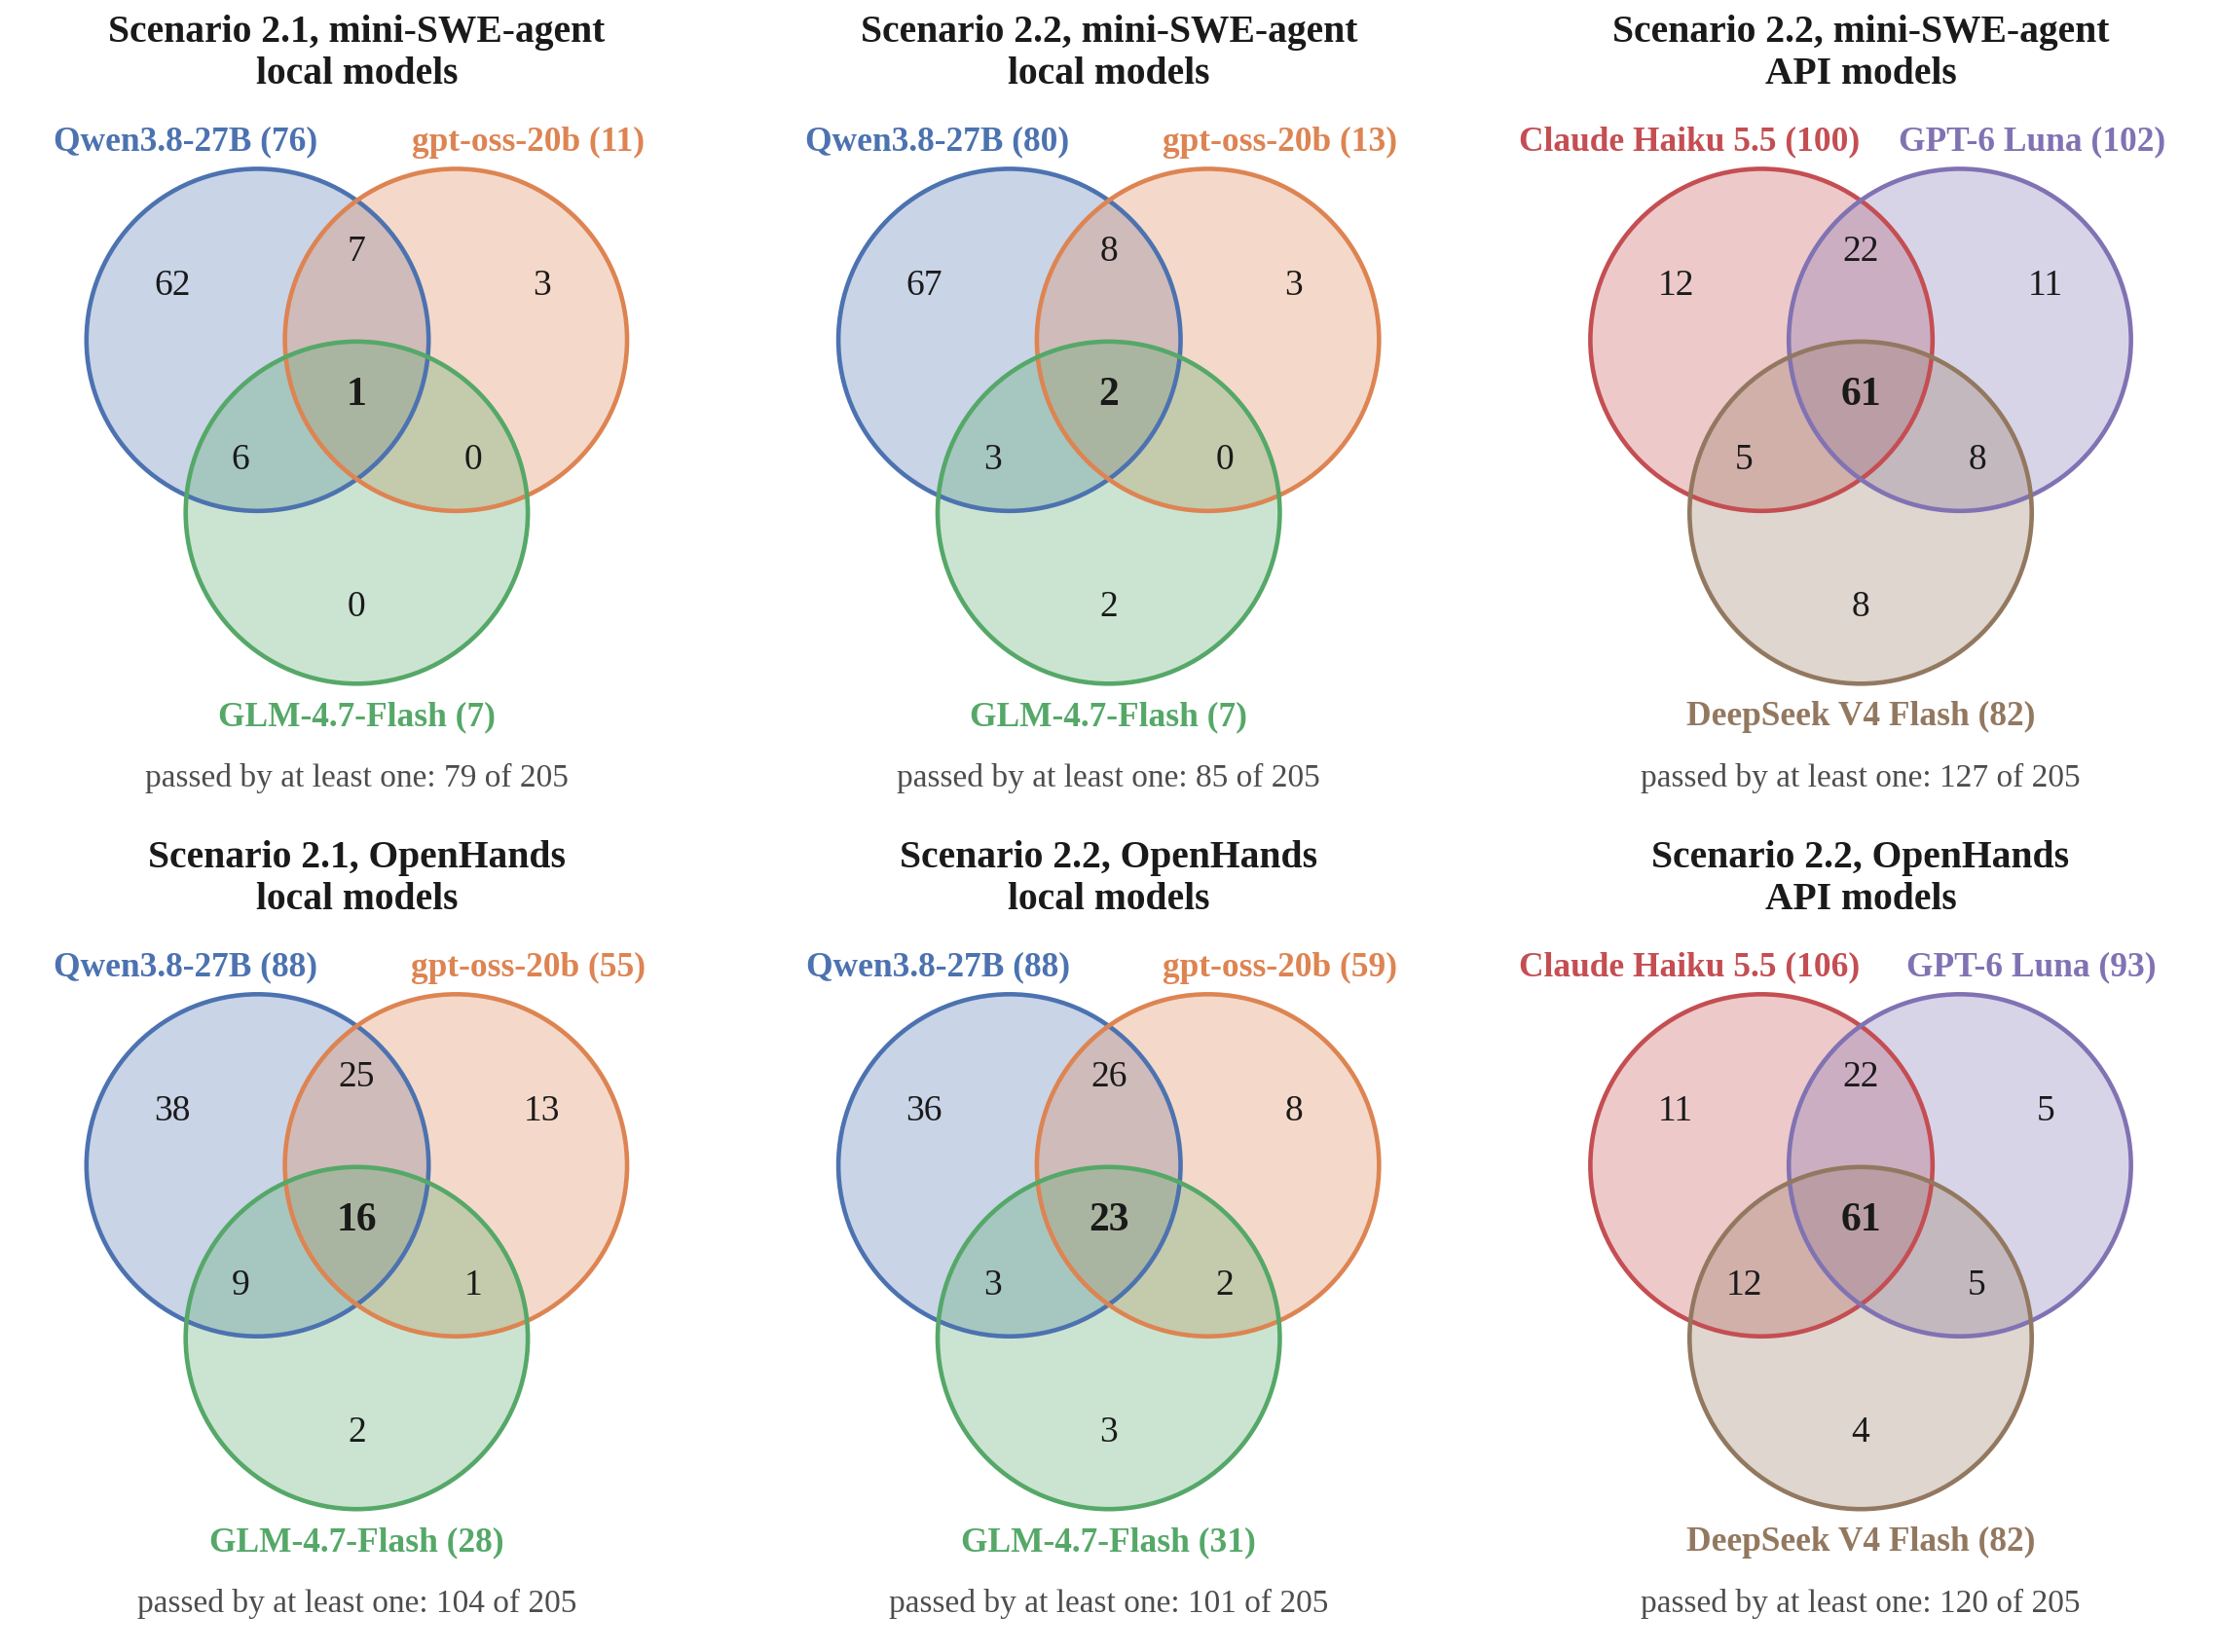 Scenario 2.1, mini-SWE-agent
local models
Qwen3.8-27B (76)
gpt-oss-20b (11)
7
62
3
1
6
0
0
GLM-4.7-Flash (7)
passed by at least one: 79 of 205
Scenario 2.2, mini-SWE-agent
local models
Qwen3.8-27B (80)
gpt-oss-20b (13)
8
67
3
2
3
0
2
GLM-4.7-Flash (7)
passed by at least one: 85 of 205
Scenario 2.2, mini-SWE-agent
API models
Claude Haiku 5.5 (100)
GPT-6 Luna (102)
22
12
11
61
5
8
8
DeepSeek V4 Flash (82)
passed by at least one: 127 of 205
Scenario 2.1, OpenHands
local models
Qwen3.8-27B (88)
gpt-oss-20b (55)
25
38
13
16
9
1
2
GLM-4.7-Flash (28)
passed by at least one: 104 of 205
Scenario 2.2, OpenHands
local models
Qwen3.8-27B (88)
gpt-oss-20b (59)
26
36
8
23
3
2
3
GLM-4.7-Flash (31)
passed by at least one: 101 of 205
Scenario 2.2, OpenHands
API models
Claude Haiku 5.5 (106)
GPT-6 Luna (93)
22
11
5
61
12
5
4
DeepSeek V4 Flash (82)
passed by at least one: 120 of 205